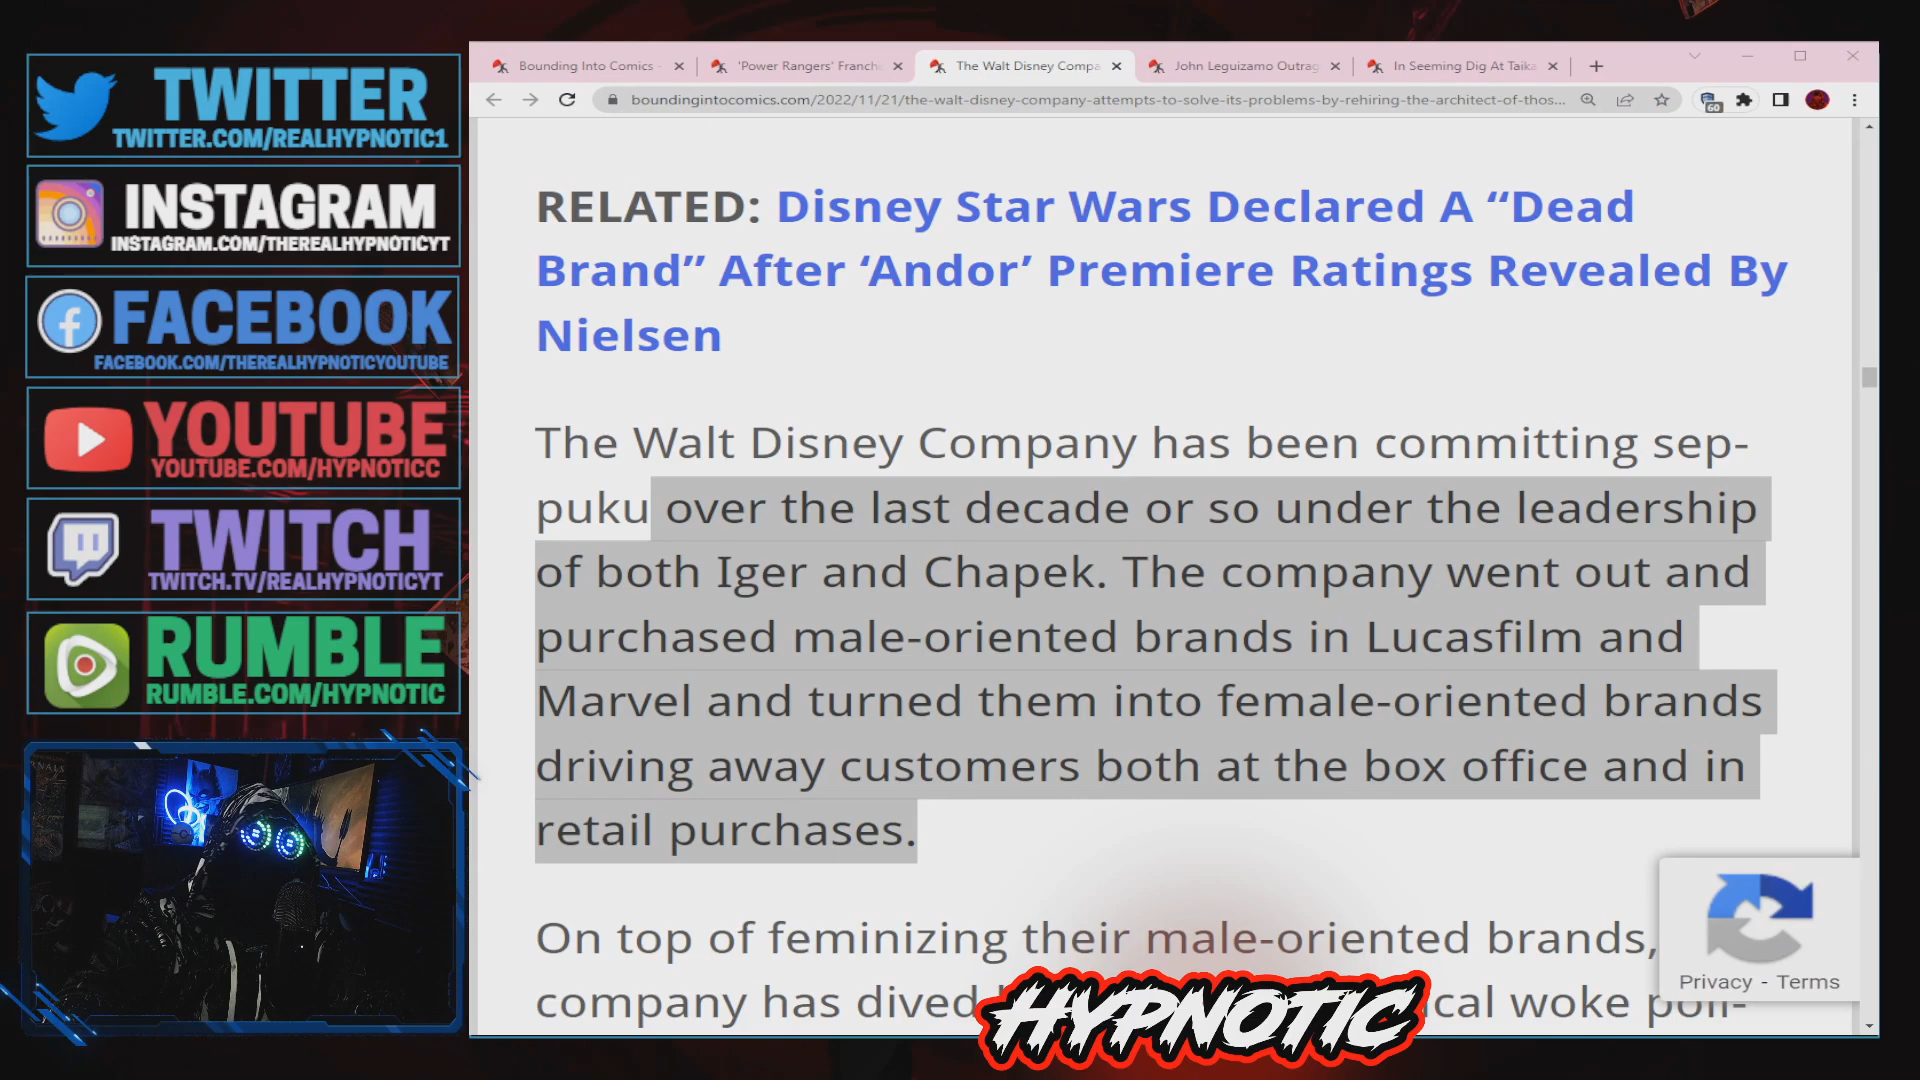 TWITTER
TWITTER.COM/REALHYPNOTIC1
INSTAGRAM
INSTAGRAM.COM/THEREALHYPNOTICYT
FACEBOOK
FACEBOOK.COM/THEREALHYPNOTICYOUTUBE
YOUTUBE
YOUTUBE.COM/HYPNOTICC
TWITCH
TWITCH.TV/REALHYPNOTICYT
RUMBLE
RUMBLE.COM/HYPNOTIC
Bounding Into Comics -
'Power Rangers' Franch
The Walt Disney Compa
John Leguizamo Outrag
In Seeming Dig At Taika
boundingintocomics.com/2022/11/21/the-walt-disney-company-attempts-to-solve-its-problems-by-rehiring-the-architect-of-thos...
60
RELATED: Disney Star Wars Declared A “Dead
Brand” After ‘Andor’ Premiere Ratings Revealed By
Nielsen
The Walt Disney Company has been committing sep-
puku over the last decade or so under the leadership
of both Iger and Chapek. The company went out and
purchased male-oriented brands in Lucasfilm and
Marvel and turned them into female-oriented brands
driving away customers both at the box office and in
retail purchases.
On top of feminizing their male-oriented brands,
company has dived
ical woke poli-
Privacy - Terms
HYPNOTIC